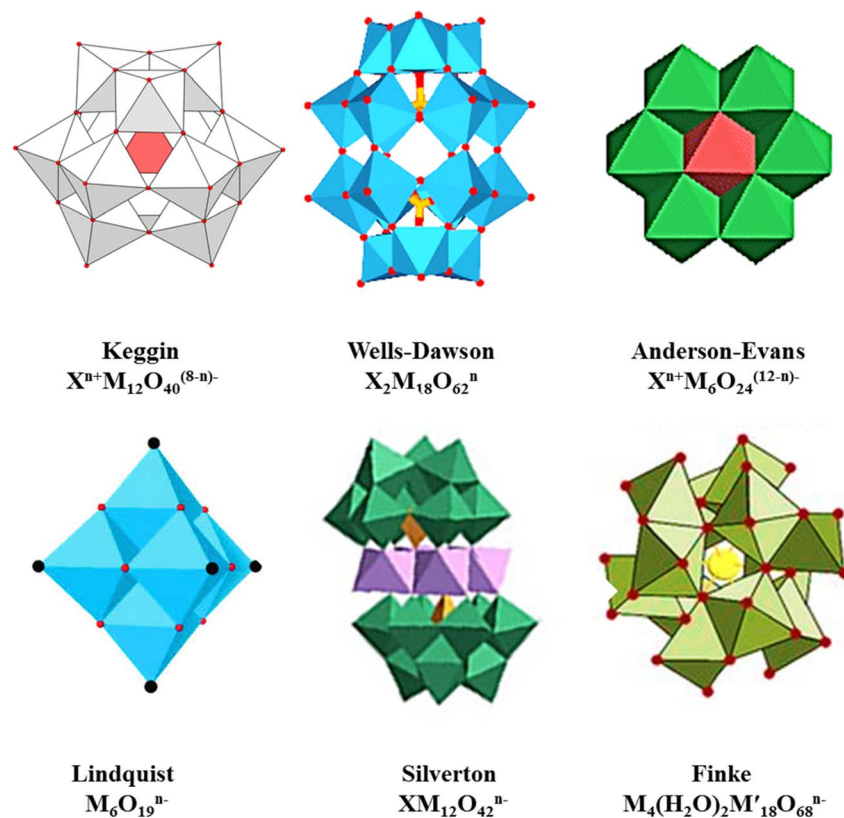 Keggin
Xⁿ⁺M₁₂O₄₀⁽⁸⁻ⁿ⁾⁻
Wells-Dawson
X₂M₁₈O₆₂ⁿ
Anderson-Evans
Xⁿ⁺M₆O₂₄⁽¹²⁻ⁿ⁾⁻
Lindquist
M₆O₁₉ⁿ⁻
Silverton
XM₁₂O₄₂ⁿ⁻
Finke
M₄(H₂O)₂M′₁₈O₆₈ⁿ⁻